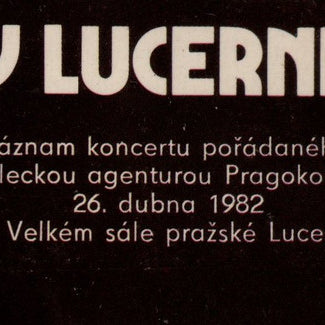 V LUCERN
áznam koncertu pořádanéh
leckou agenturou Pragoko
26. dubna 1982
Velkém sále pražské Luce